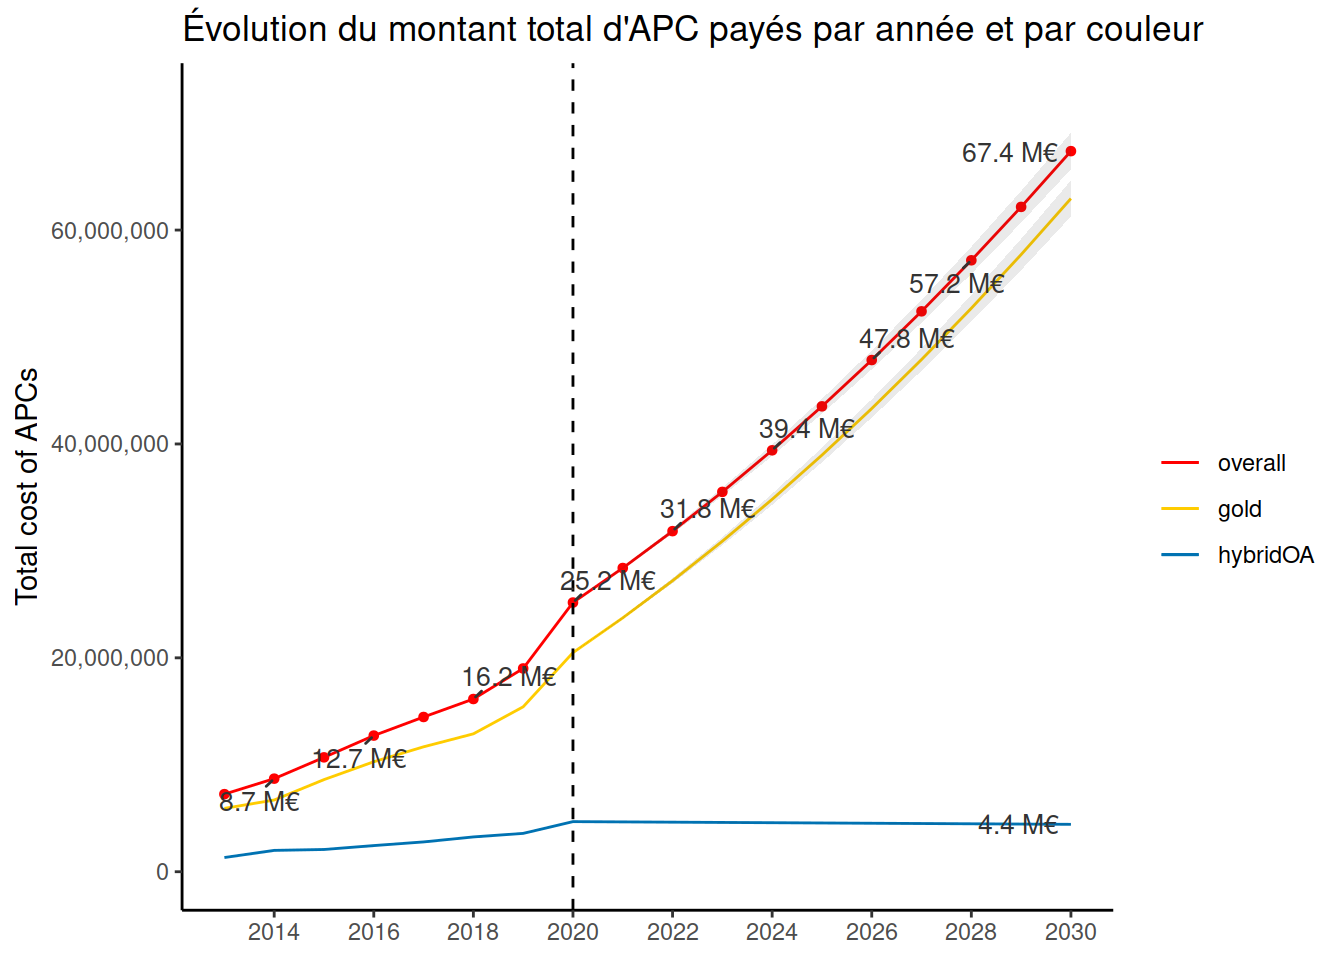 Évolution du montant total d'APC payés par année et par couleur
Total cost of APCs
60,000,000
40,000,000
20,000,000
0
67.4 M€
57.2 M€
47.8 M€
39.4 M€
31.8 M€
25.2 M€
16.2 M€
12.7 M€
8.7 M€
4.4 M€
2014 2016 2018 2020 2022 2024 2026 2028 2030
overall
gold
hybridOA